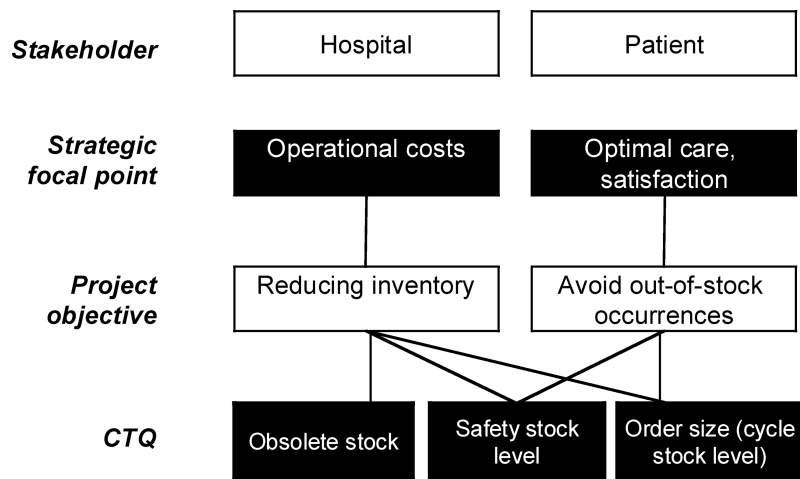 Stakeholder
Hospital
Patient
Strategic
focal point
Operational costs
Optimal care,
satisfaction
Project
objective
Reducing inventory
Avoid out-of-stock
occurrences
CTQ
Obsolete stock
Safety stock
level
Order size (cycle
stock level)